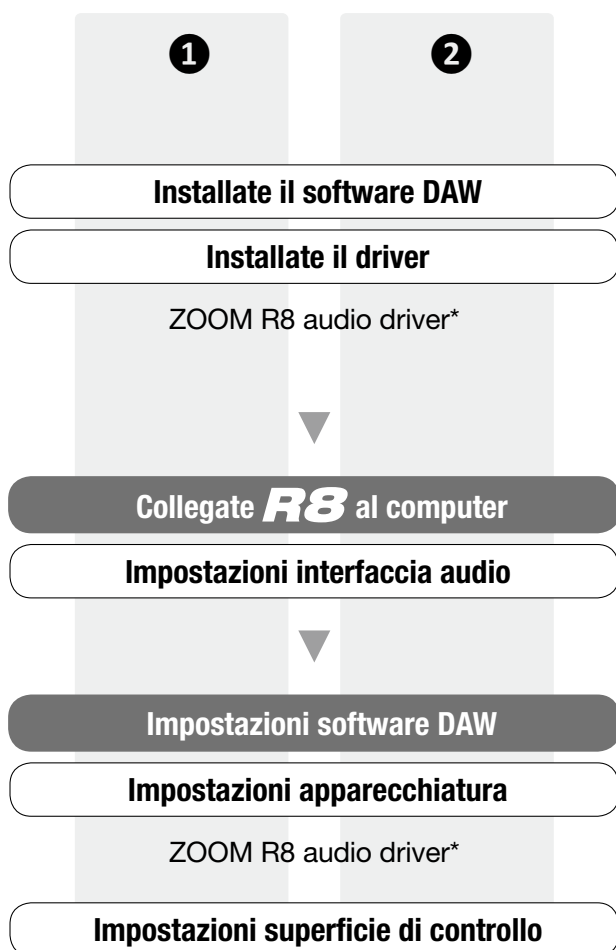 1 2
Installate il software DAW
Installate il driver
ZOOM R8 audio driver*
Collegate R8 al computer
Impostazioni interfaccia audio
Impostazioni software DAW
Impostazioni apparecchiatura
ZOOM R8 audio driver*
Impostazioni superficie di controllo